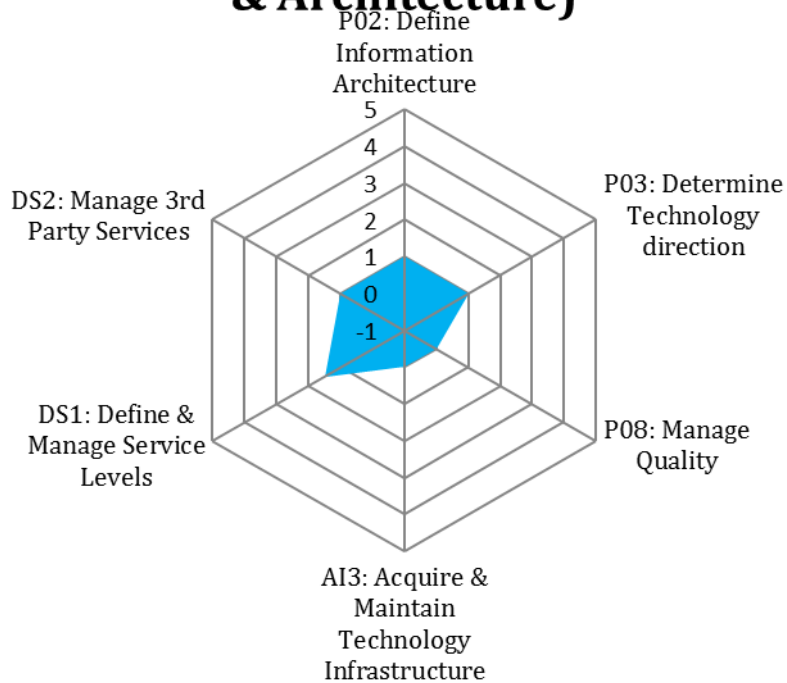 & Architecture)
P02: Define
Information
Architecture
5
4
3
2
1
0
-1
P03: Determine
Technology
direction
P08: Manage
Quality
AI3: Acquire &
Maintain
Technology
Infrastructure
DS1: Define &
Manage Service
Levels
DS2: Manage 3rd
Party Services